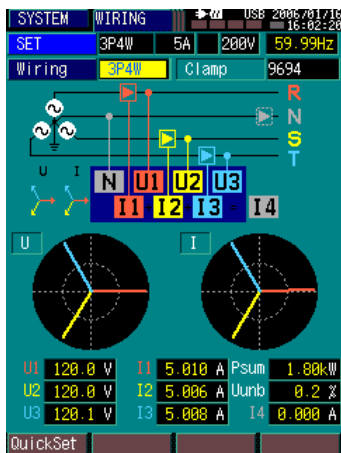 SYSTEM WIRING USB 2006/01/16
16:02:20
SET 3P4W 5A 200V 59.99Hz
Wiring 3P4W Clamp 9694
R
N
S
T
U I
N U1 U2 U3
I1 I2 I3 I4
U I
U1 120.0 V I1 5.010 A Psum 1.80kW
U2 120.0 V I2 5.006 A Uunb 0.2 %
U3 120.1 V I3 5.008 A I4 0.000 A
QuickSet